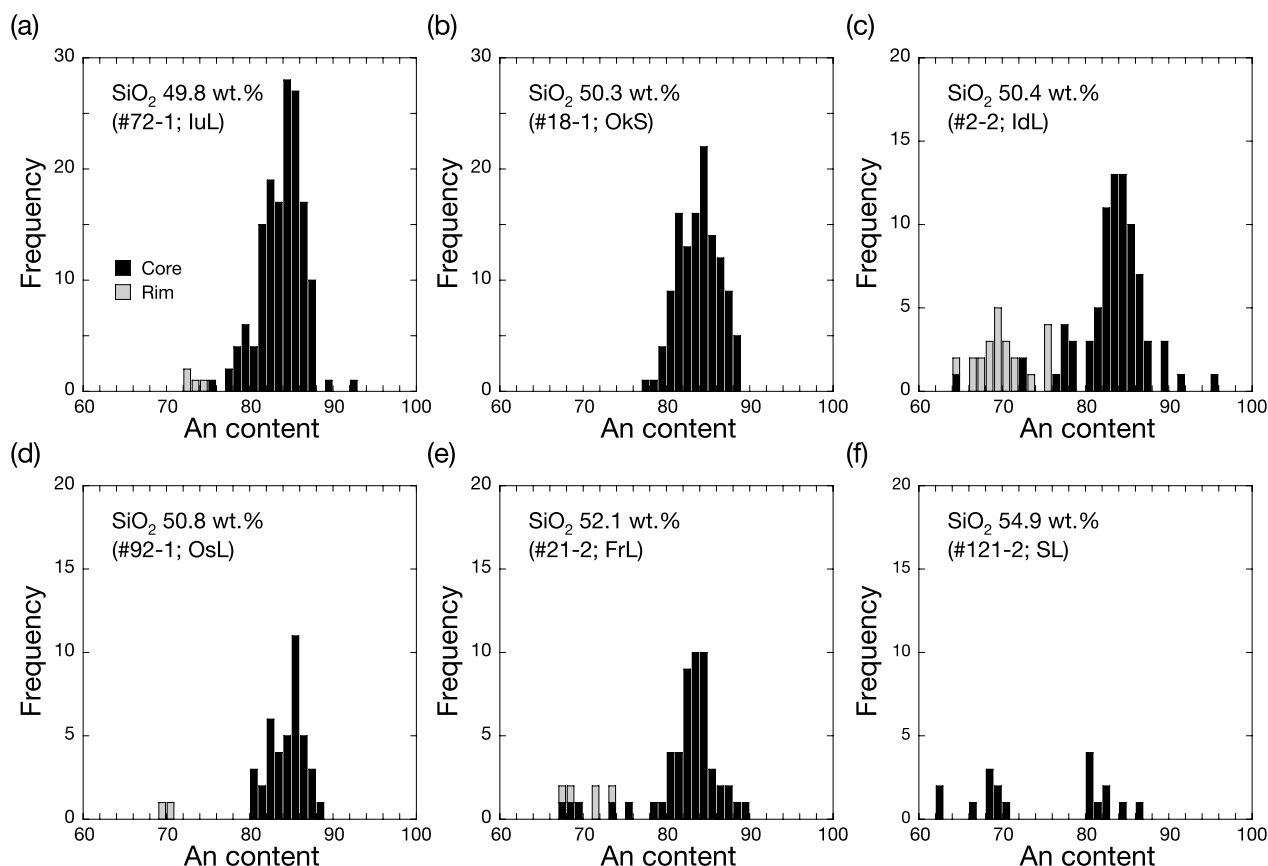 (a)
30
SiO2 49.8 wt.%
(#72-1; IuL)
20
Frequency
Core
Rim
10
0
60 70 80 90 100
An content
(b)
30
SiO2 50.3 wt.%
(#18-1; OkS)
20
Frequency
10
0
60 70 80 90 100
An content
(c)
20
SiO2 50.4 wt.%
(#2-2; IdL)
15
Frequency
10
5
0
60 70 80 90 100
An content
(d)
20
SiO2 50.8 wt.%
(#92-1; OsL)
15
Frequency
10
5
0
60 70 80 90 100
An content
(e)
20
SiO2 52.1 wt.%
(#21-2; FrL)
15
Frequency
10
5
0
60 70 80 90 100
An content
(f)
20
SiO2 54.9 wt.%
(#121-2; SL)
15
Frequency
10
5
0
60 70 80 90 100
An content